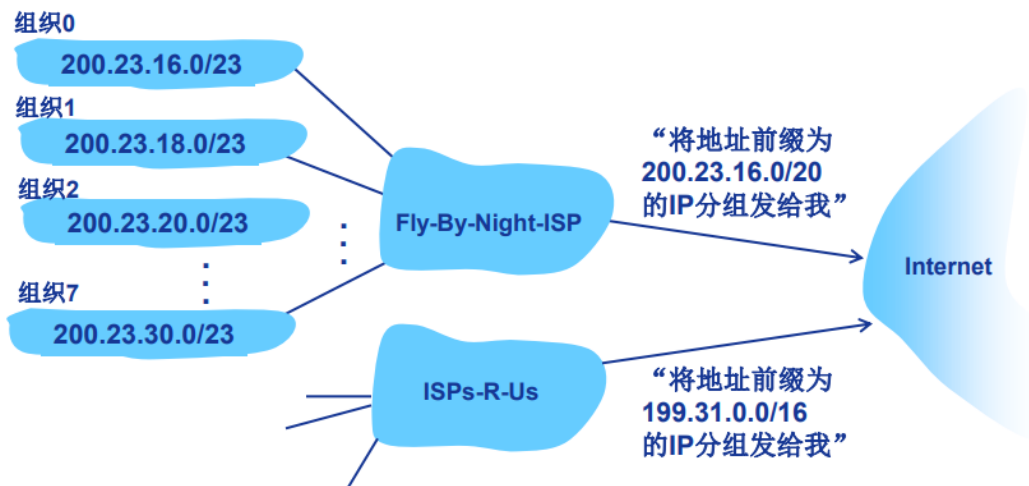 组织0
200.23.16.0/23
组织1
200.23.18.0/23
组织2
200.23.20.0/23
组织7
200.23.30.0/23
Fly-By-Night-ISP
“将地址前缀为
200.23.16.0/20
的IP分组发给我”
Internet
ISPs-R-Us
“将地址前缀为
199.31.0.0/16
的IP分组发给我”